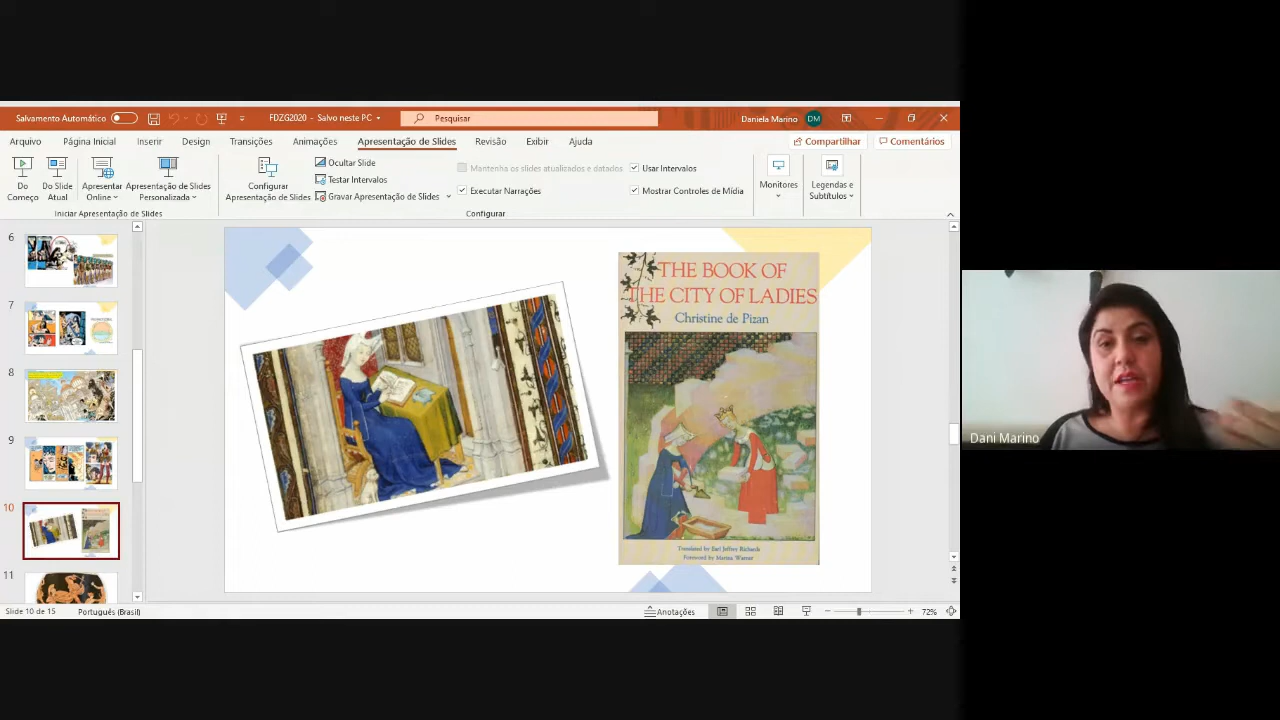 Salvamento Automático
FDZG2020 - Salvo neste PC
Pesquisar
Daniela Marino
DM
Arquivo
Página Inicial
Inserir
Design
Transições
Animações
Apresentação de Slides
Revisão
Exibir
Ajuda
Compartilhar
Comentários
Do Começo
Do Slide Atual
Apresentar Online
Apresentação de Slides Personalizada
Iniciar Apresentação de Slides
Configurar Apresentação de Slides
Ocultar Slide
Testar Intervalos
Gravar Apresentação de Slides
Mantenha os slides atualizados e datados
Executar Narrações
Usar Intervalos
Mostrar Controles de Mídia
Configurar
Monitores
Legendas e Subtítulos
6
7
8
9
10
11
THE BOOK OF
THE CITY OF LADIES
Christine de Pizan
Translated by Earl Jeffrey Richards
Foreword by Marina Warner
Dani Marino
Slide 10 de 15
Português (Brasil)
Anotações
72%